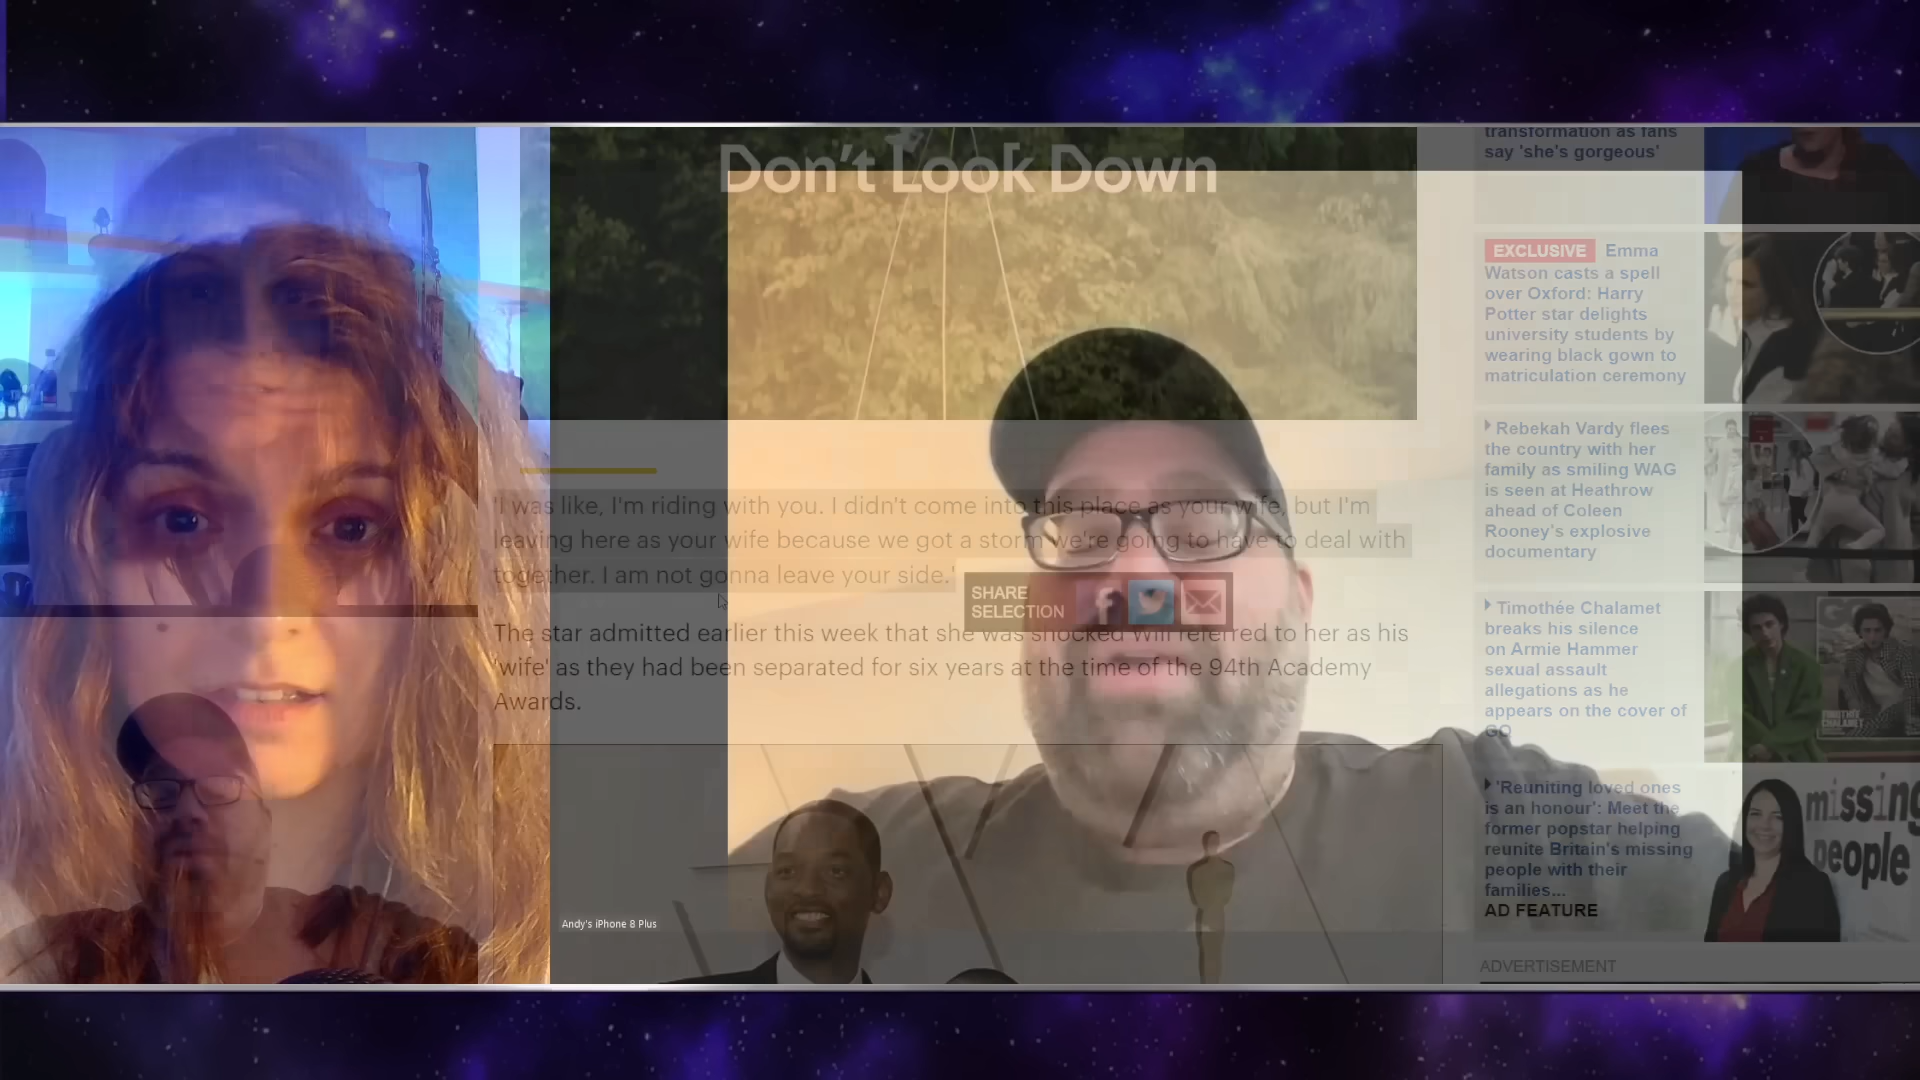 Don't Look Down
'I was like, I'm riding with you. I didn't come into this place as your wife, but I'm
leaving here as your wife because we got a storm we're going to have to deal with
together. I am not gonna leave your side.'
SHARE
SELECTION
The star admitted earlier this week that she was shocked Will referred to her as his
'wife' as they had been separated for six years at the time of the 94th Academy
Awards.
Andy's iPhone 8 Plus
transformation as fans
say 'she's gorgeous'
EXCLUSIVE Emma
Watson casts a spell
over Oxford: Harry
Potter star delights
university students by
wearing black gown to
matriculation ceremony
Rebekah Vardy flees
the country with her
family as smiling WAG
is seen at Heathrow
ahead of Coleen
Rooney's explosive
documentary
Timothée Chalamet
breaks his silence
on Armie Hammer
sexual assault
allegations as he
appears on the cover of
GQ
GQ
TIMOTHÉE
CHALAMET
'Reuniting loved ones
is an honour': Meet the
former popstar helping
reunite Britain's missing
people with their
families...
AD FEATURE
missing
people
ADVERTISEMENT